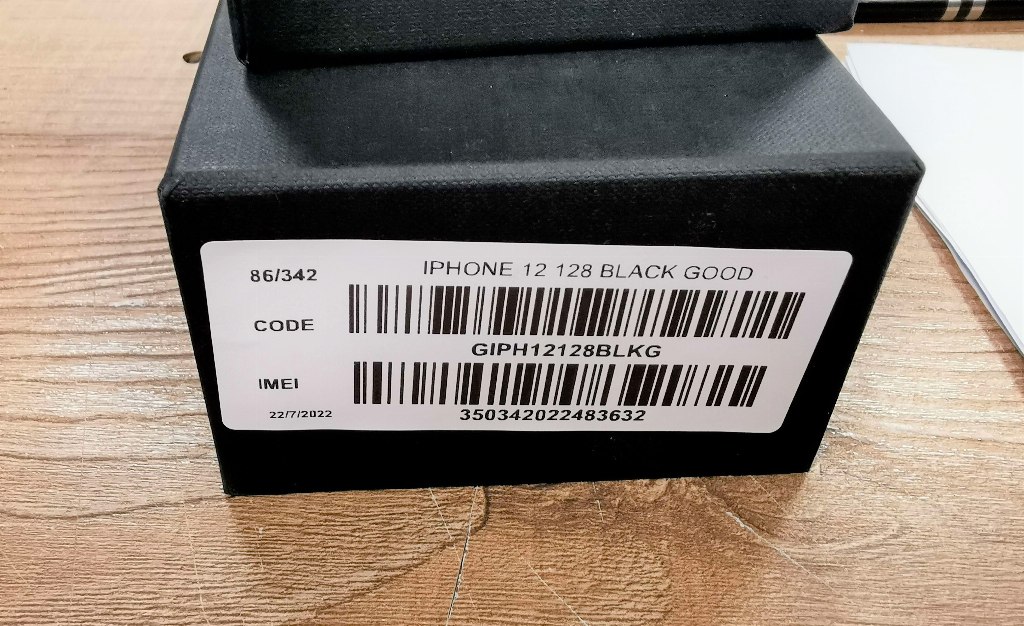 86/342
IPHONE 12 128 BLACK GOOD
CODE
GIPH12128BLKG
IMEI
350342022483632
22/7/2022